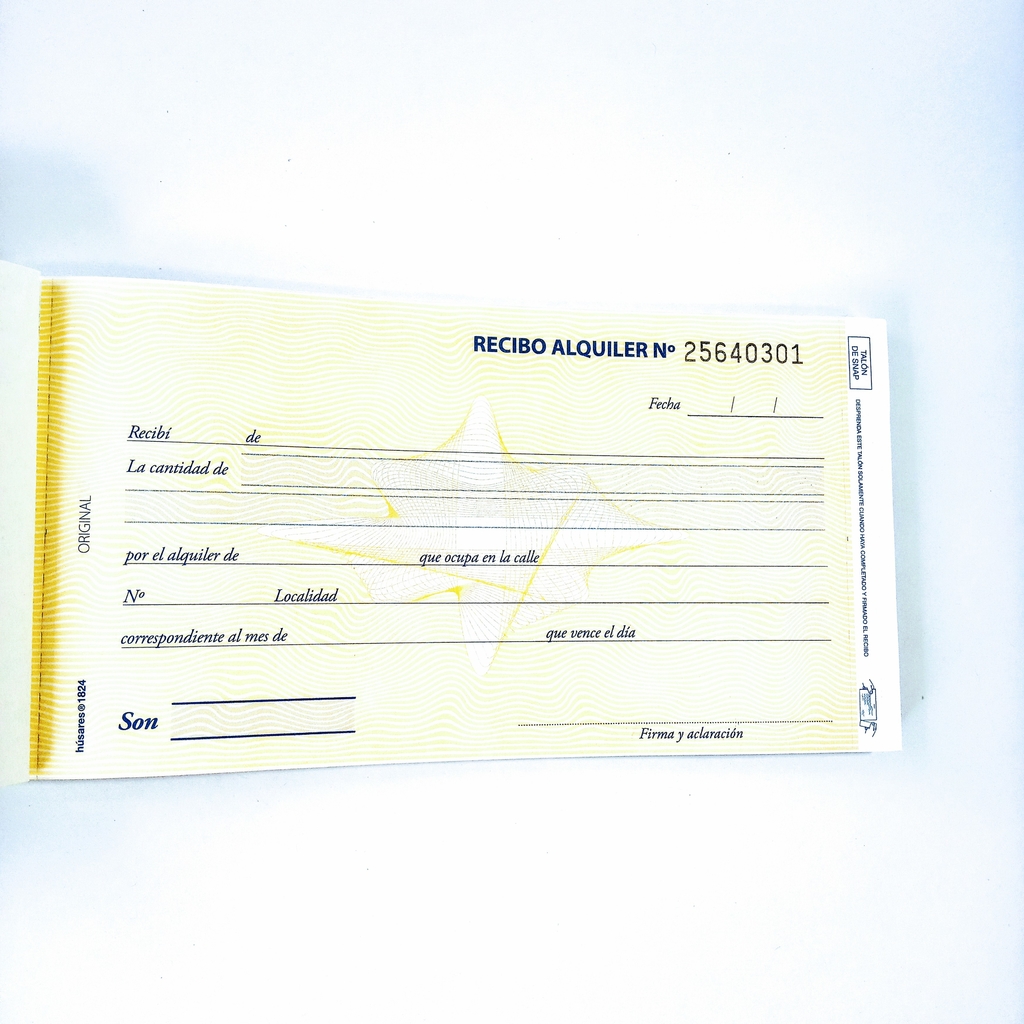 RECIBO ALQUILER Nº 25640301
Fecha / /
Recibí de
La cantidad de
por el alquiler de que ocupa en la calle
Nº Localidad
correspondiente al mes de que vence el día
Son
Firma y aclaración
ORIGINAL
húsares®1824
TALÓN
DE SNAP
DESPRENDA ESTE TALÓN SOLAMENTE CUANDO HAYA COMPLETADO Y FIRMADO EL RECIBO